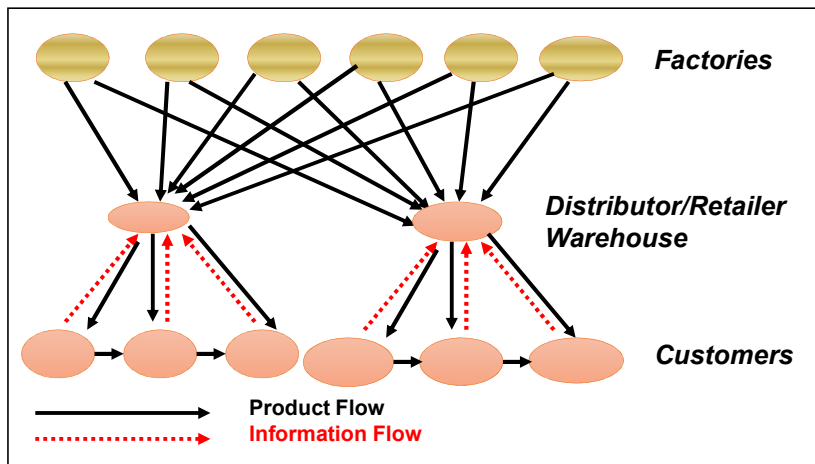 Factories
Distributor/Retailer
Warehouse
Customers
Product Flow
Information Flow